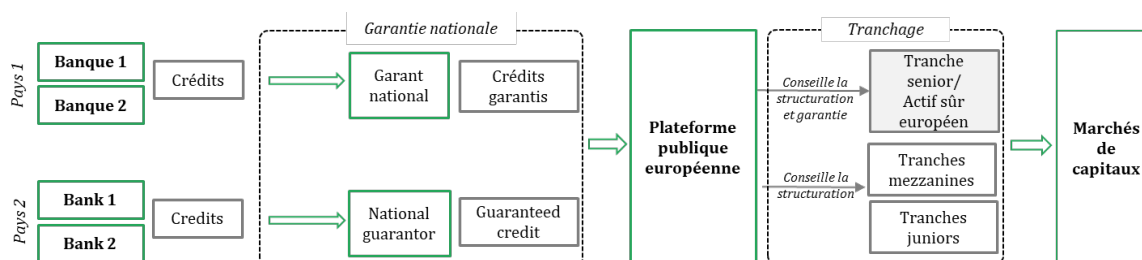 Garantie nationale
Tranchage
Pays 1
Banque 1
Banque 2
Crédits
Garant
national
Crédits
garantis
Plateforme
publique
européenne
Conseille la
structuration
et garantie
Tranche
senior/
Actif sûr
européen
Marchés
de
capitaux
Conseille la
structuration
Tranches
mezzanines
Tranches
juniors
Pays 2
Bank 1
Bank 2
Credits
National
guarantor
Guaranteed
credit